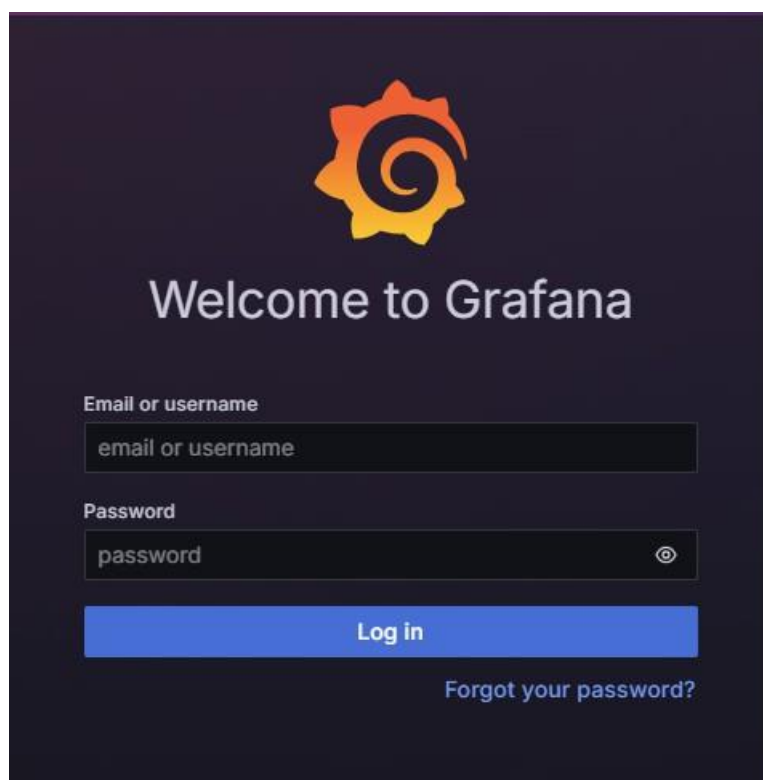 Welcome to Grafana
Email or username
email or username
Password
password
Log in
Forgot your password?